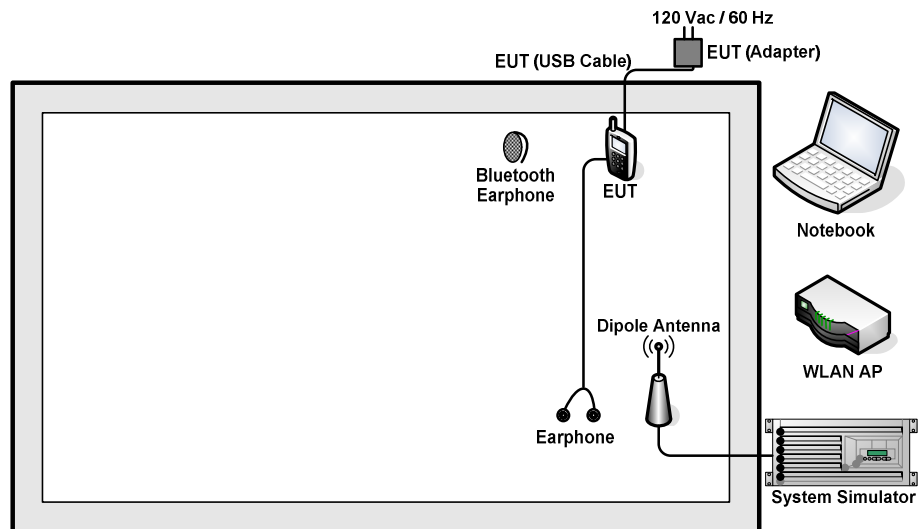 120 Vac / 60 Hz
EUT (Adapter)
EUT (USB Cable)
Bluetooth
Earphone
EUT
Notebook
Dipole Antenna
WLAN AP
Earphone
System Simulator